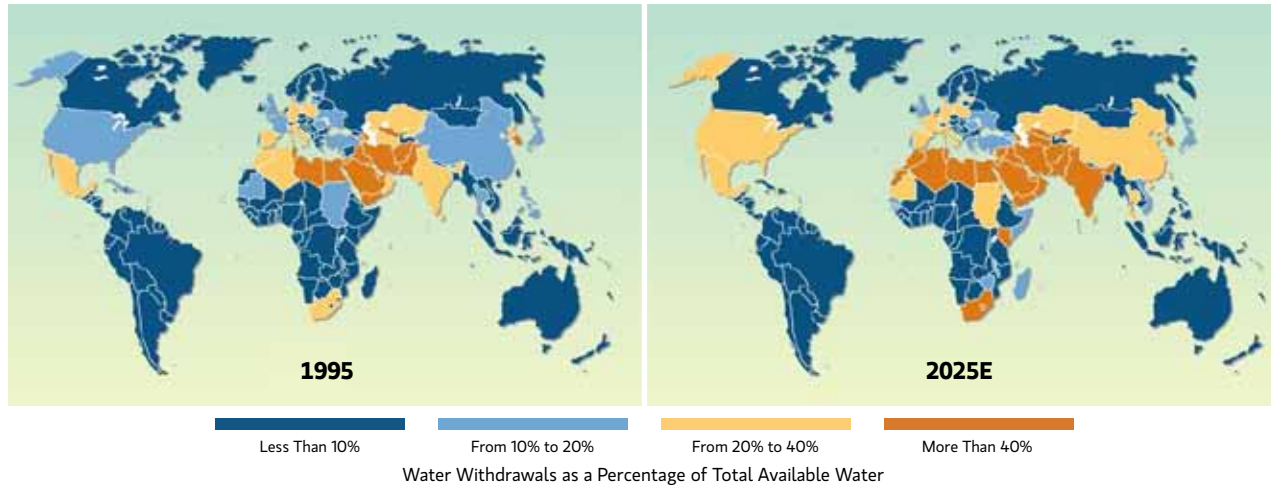 1995
2025E
Less Than 10%
From 10% to 20%
From 20% to 40%
More Than 40%
Water Withdrawals as a Percentage of Total Available Water